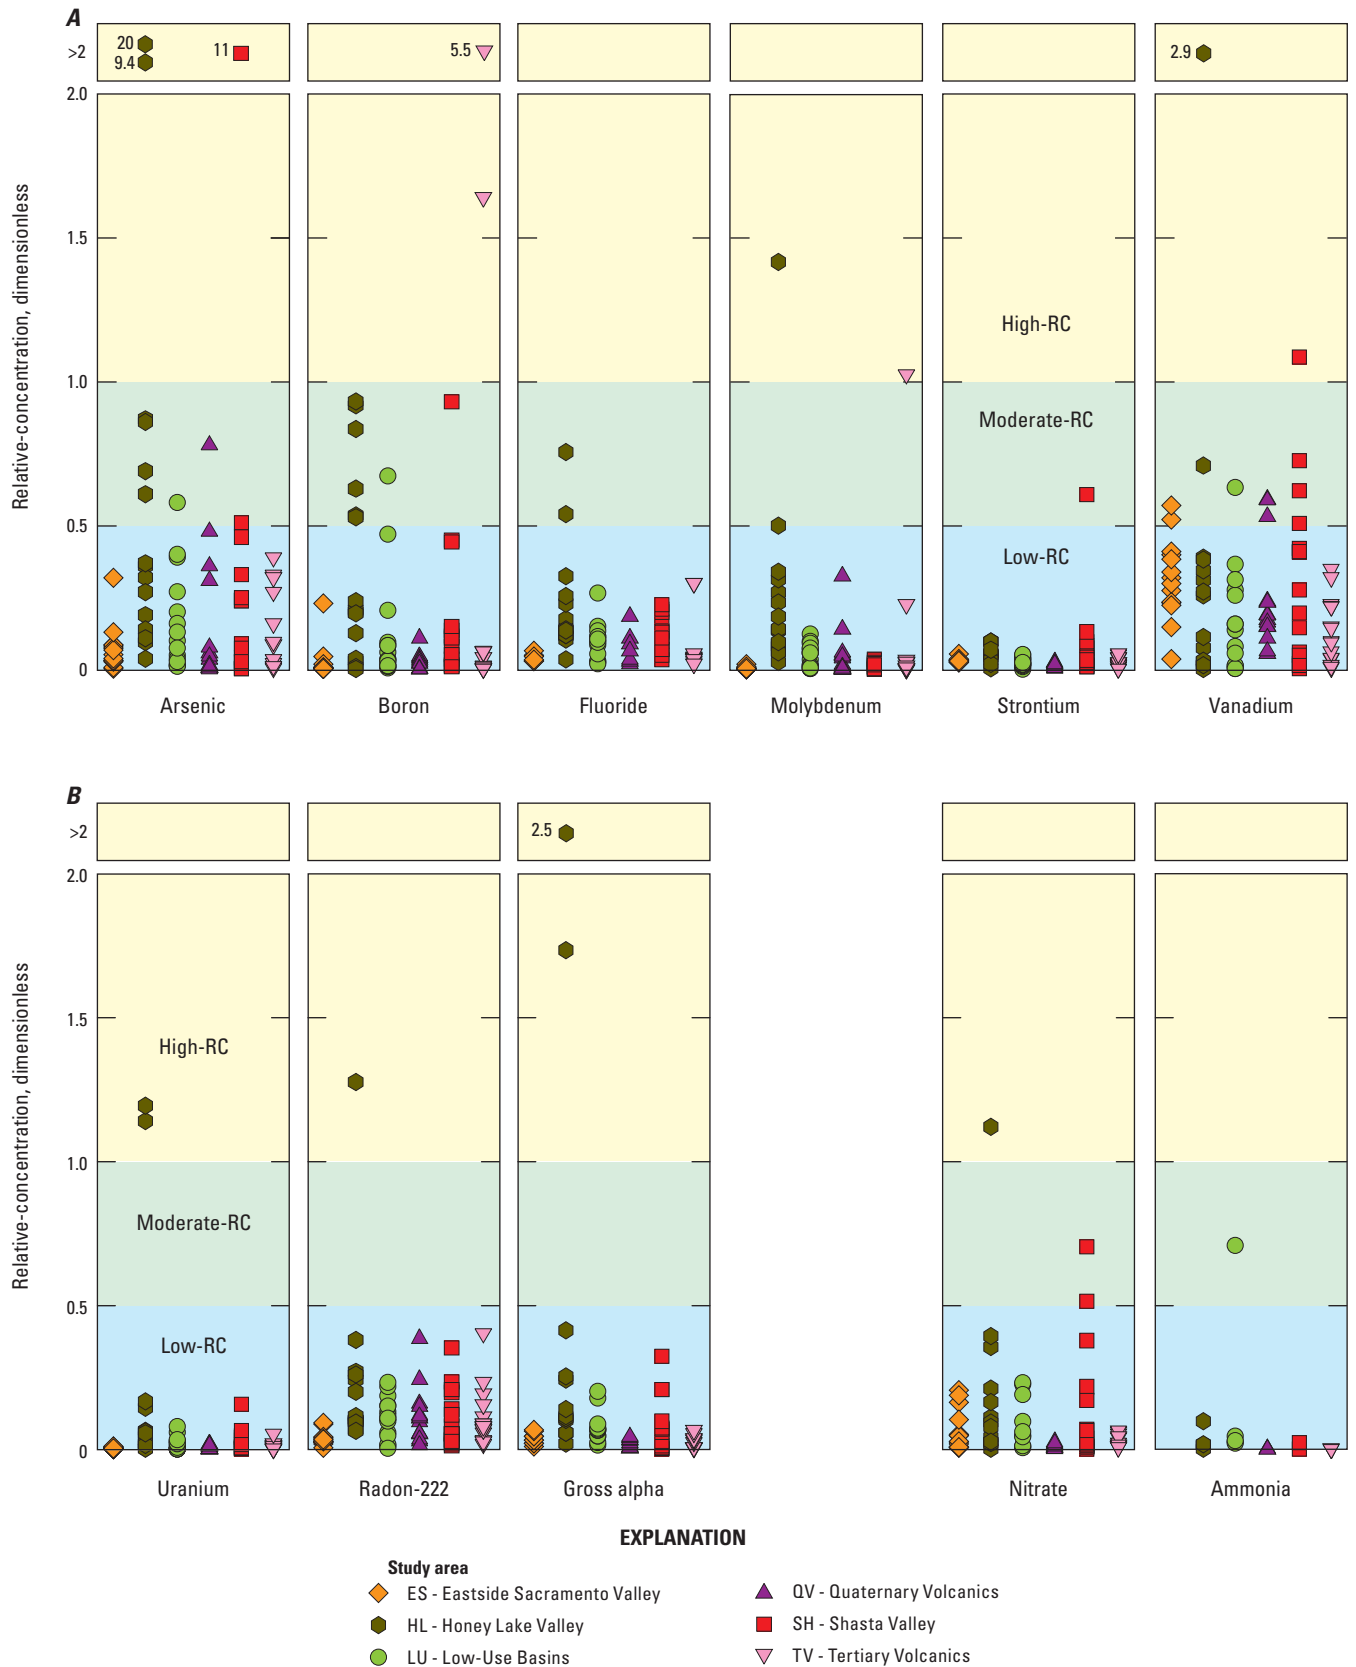 A
>2
20
9.4
11
5.5
2.9
2.0
1.5
1.0
0.5
0
Relative-concentration, dimensionless
High-RC
Moderate-RC
Low-RC
Arsenic Boron Fluoride Molybdenum Strontium Vanadium
B
>2
2.5
2.0
1.5
1.0
0.5
0
Relative-concentration, dimensionless
High-RC
Moderate-RC
Low-RC
Uranium Radon-222 Gross alpha Nitrate Ammonia
EXPLANATION
Study area
ES - Eastside Sacramento Valley
HL - Honey Lake Valley
LU - Low-Use Basins
QV - Quaternary Volcanics
SH - Shasta Valley
TV - Tertiary Volcanics